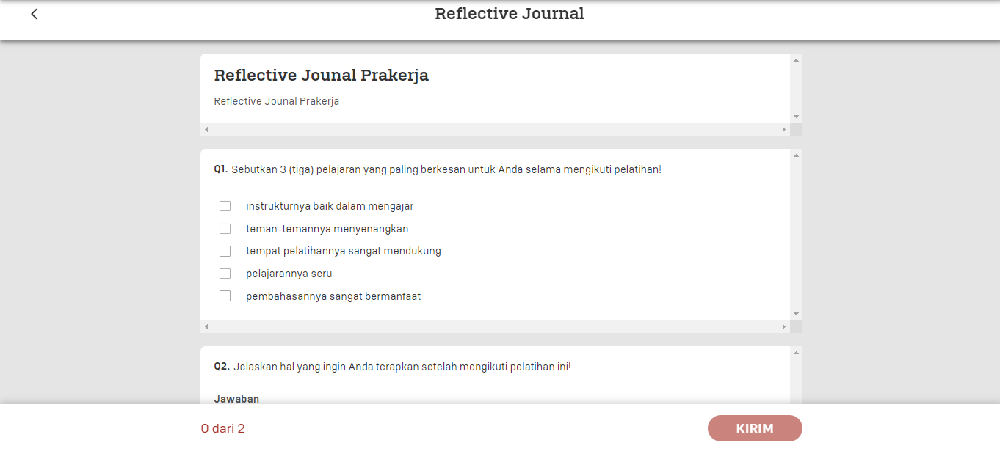 Reflective Journal
Reflective Jounal Prakerja
Reflective Jounal Prakerja
Q1. Sebutkan 3 (tiga) pelajaran yang paling berkesan untuk Anda selama mengikuti pelatihan!
instrukturnya baik dalam mengajar
teman-temannya menyenangkan
tempat pelatihannya sangat mendukung
pelajarannya seru
pembahasannya sangat bermanfaat
Q2. Jelaskan hal yang ingin Anda terapkan setelah mengikuti pelatihan ini!
Jawaban
0 dari 2
KIRIM